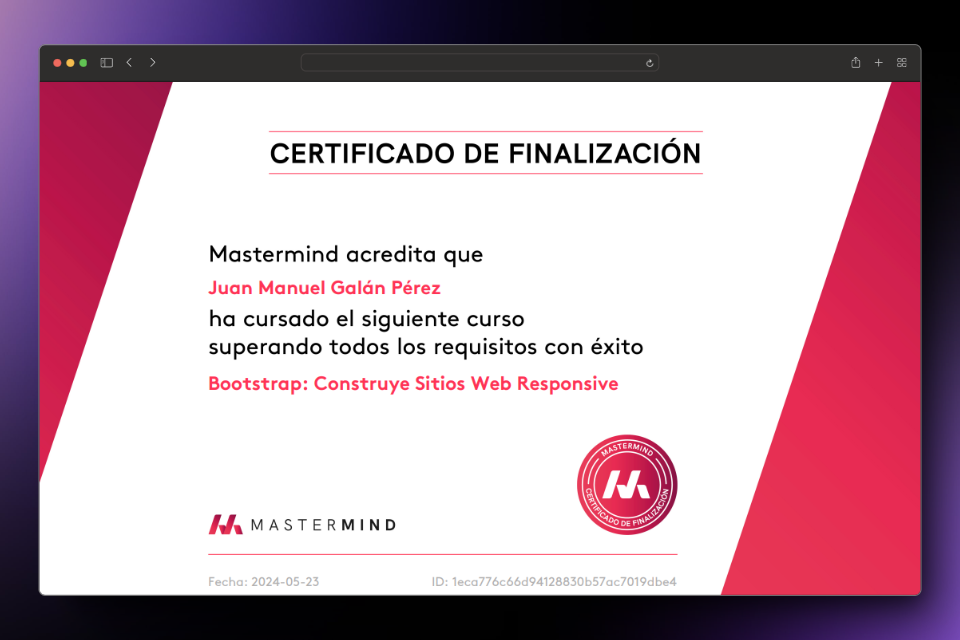 CERTIFICADO DE FINALIZACIÓN
Mastermind acredita que
Juan Manuel Galán Pérez
ha cursado el siguiente curso
superando todos los requisitos con éxito
Bootstrap: Construye Sitios Web Responsive
MASTERMIND
CERTIFICADO DE FINALIZACIÓN
MASTERMIND
Fecha: 2024-05-23
ID: 1eca776c66d94128830b57ac7019dbe4